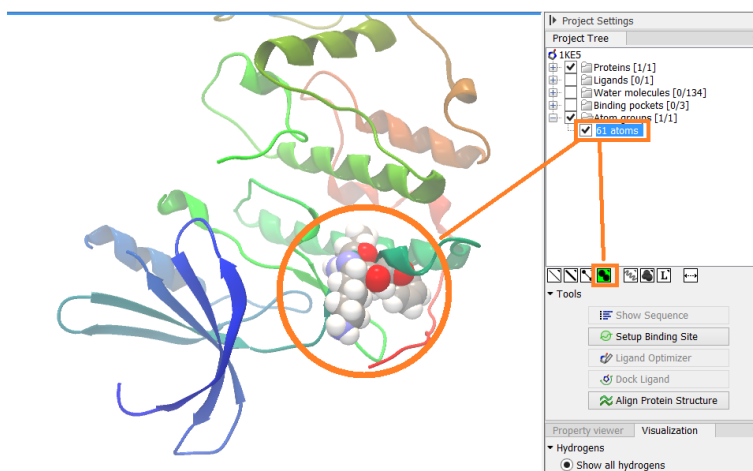 Project Settings
Project Tree
1KE5
Proteins [1/1]
Ligands [0/1]
Water molecules [0/134]
Binding pockets [0/3]
Atom groups [1/1]
61 atoms
L
Tools
Show Sequence
Setup Binding Site
Ligand Optimizer
Dock Ligand
Align Protein Structure
Property viewer Visualization
Hydrogens
Show all hydrogens